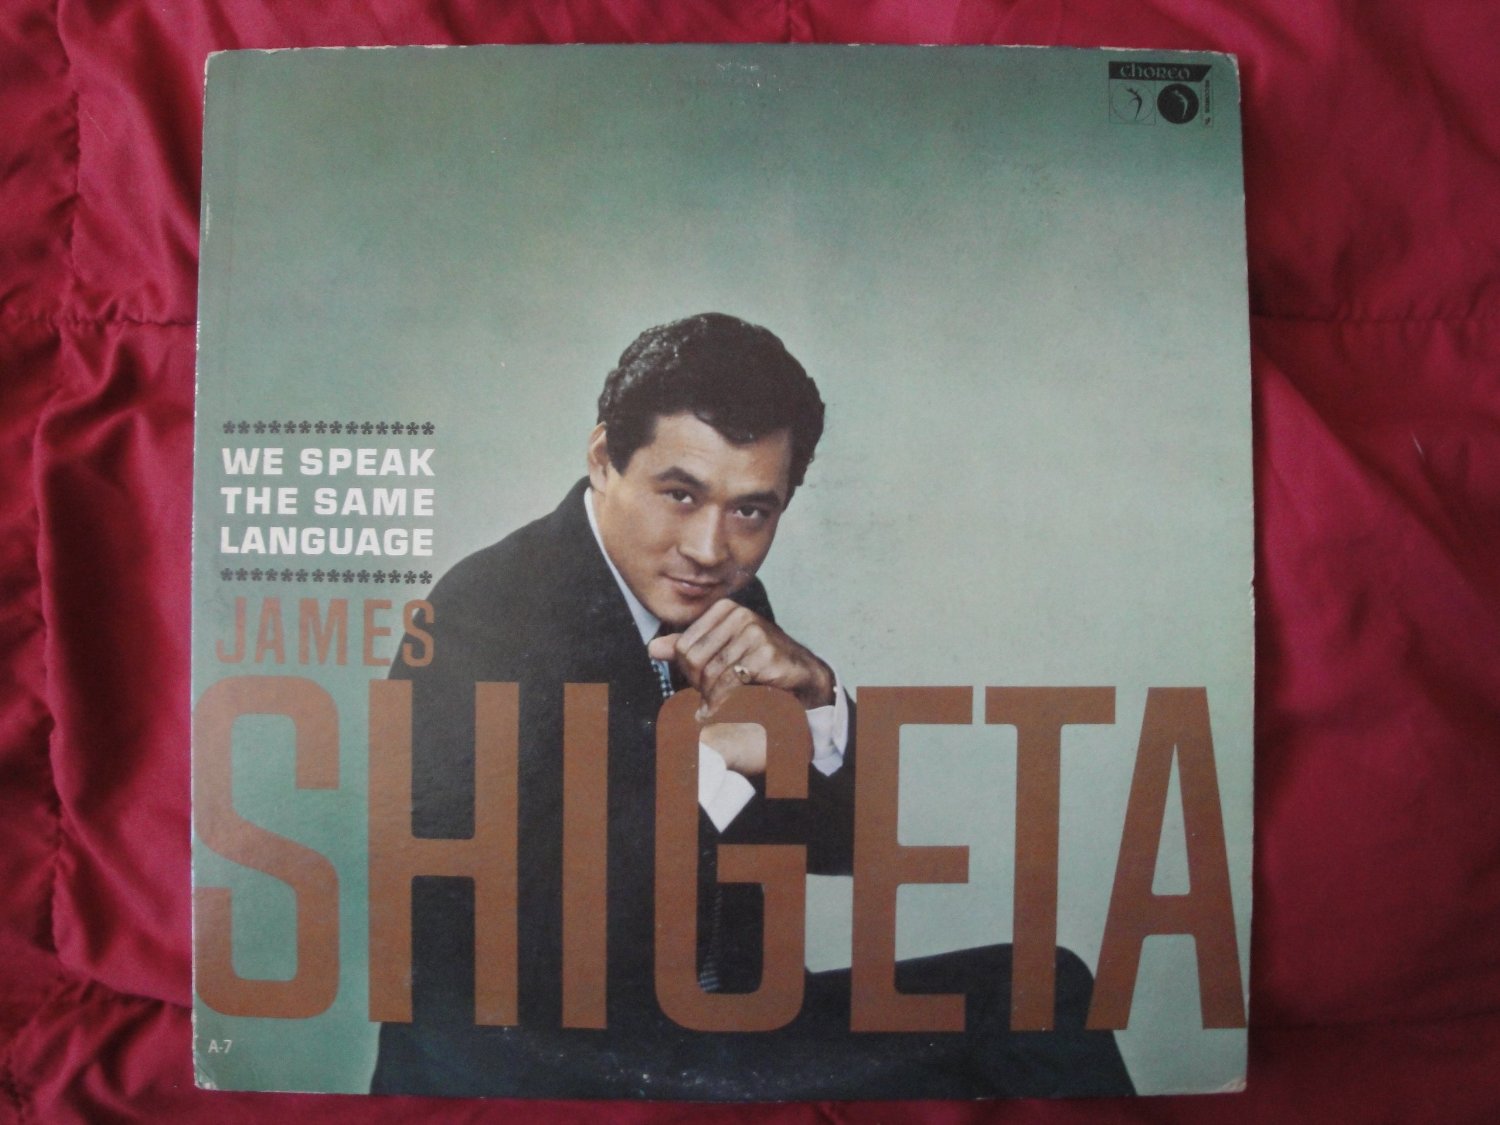 choreo
*************
WE SPEAK
THE SAME
LANGUAGE
*************
JAMES
SHIGETA
A-7